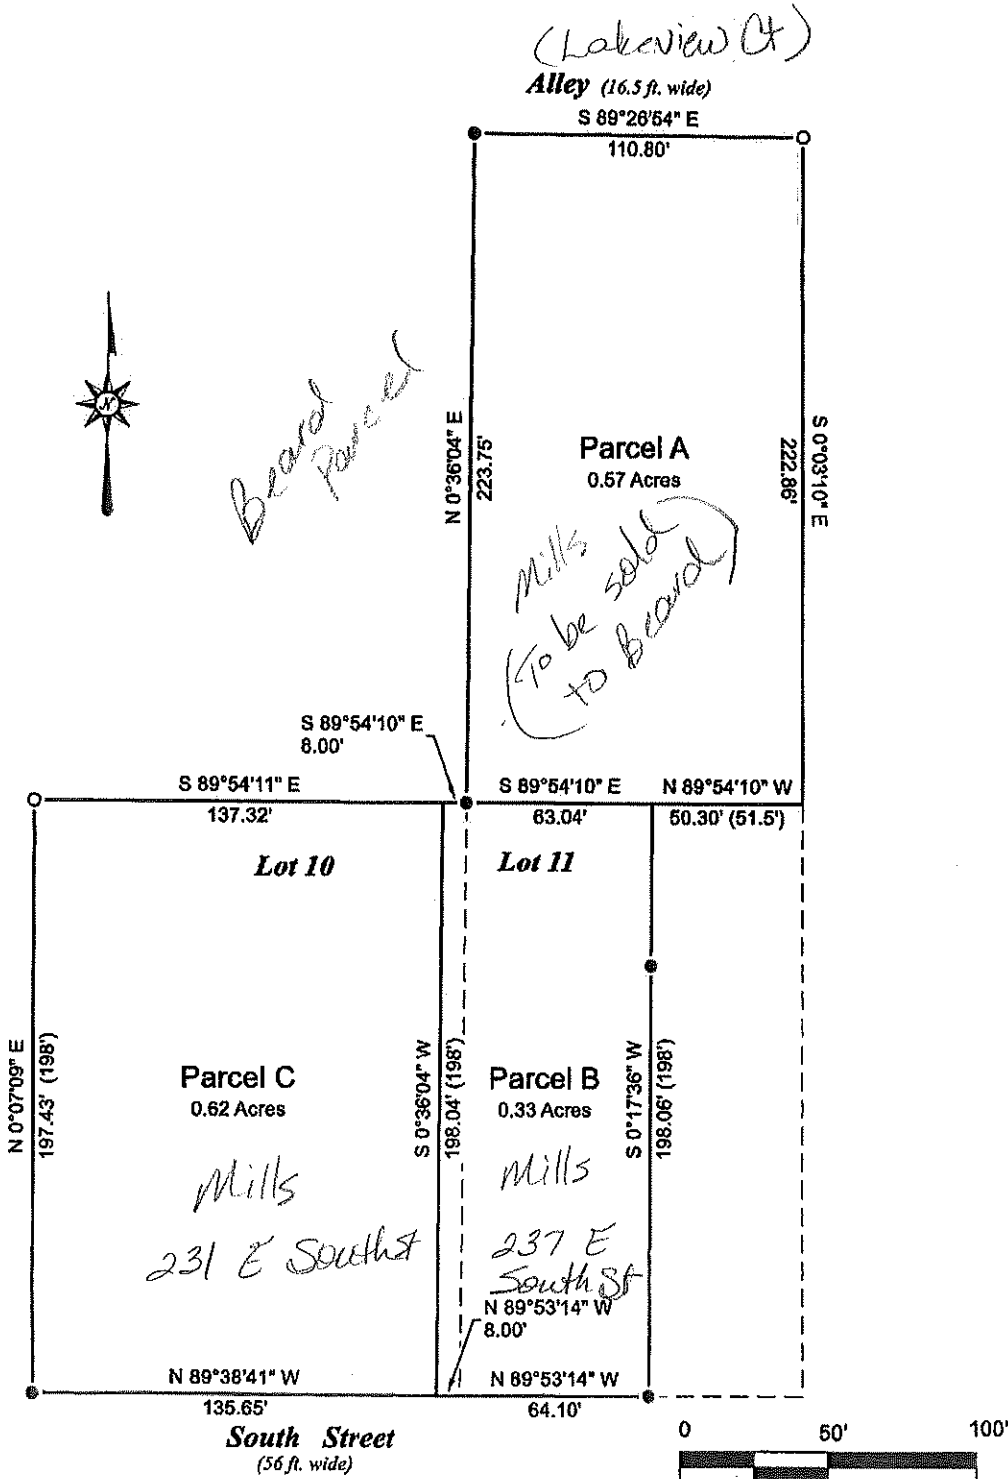 (Lakeview Ct)
Alley (16.5 ft. wide)
S 89°26'54" E
110.80'
N
Beard
Parcel
N 0°36'04" E
223.75'
Parcel A
0.57 Acres
S 0°03'10" E
222.86'
Mills
(To be sold
to Beard)
S 89°54'10" E
8.00'
S 89°54'11" E
137.32'
S 89°54'10" E
63.04'
N 89°54'10" W
50.30' (51.5')
Lot 10
Lot 11
N 0°07'09" E
197.43' (198')
Parcel C
0.62 Acres
S 0°36'04" W
198.04' (198')
Parcel B
0.33 Acres
S 0°17'36" W
198.06' (198')
Mills
231 E South st
Mills
237 E
South St
N 89°53'14" W
8.00'
N 89°38'41" W
135.65'
N 89°53'14" W
64.10'
South Street
(56 ft. wide)
0 50' 100'